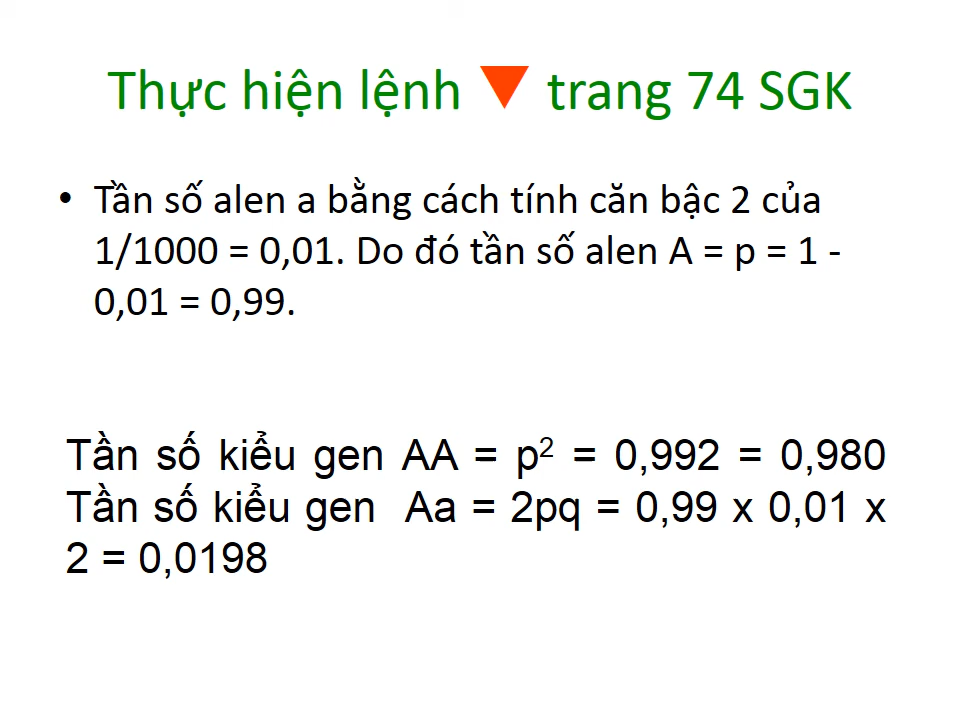 Thực hiện lệnh ▼ trang 74 SGK
• Tần số alen a bằng cách tính căn bậc 2 của
1/1000 = 0,01. Do đó tần số alen A = p = 1 -
0,01 = 0,99.
Tần số kiểu gen AA = p² = 0,992 = 0,980
Tần số kiểu gen Aa = 2pq = 0,99 x 0,01 x
2 = 0,0198